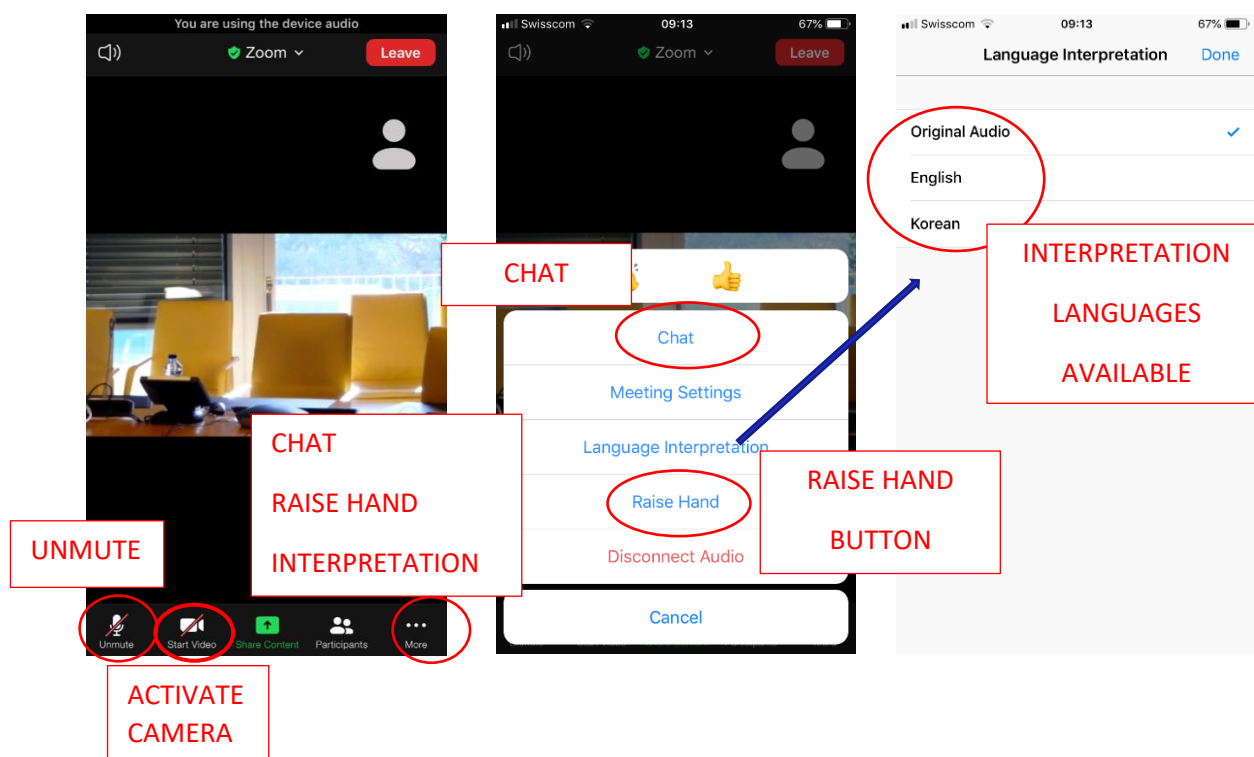 You are using the device audio
Zoom
Leave
Swisscom 09:13 67%
Zoom
Leave
Swisscom 09:13 67%
Language Interpretation Done
Original Audio
English
Korean
INTERPRETATION
LANGUAGES
AVAILABLE
CHAT
Chat
Meeting Settings
Language Interpretation
Raise Hand
Disconnect Audio
Cancel
RAISE HAND
BUTTON
CHAT
RAISE HAND
INTERPRETATION
UNMUTE
Unmute Start Video Share Content Participants More
ACTIVATE
CAMERA